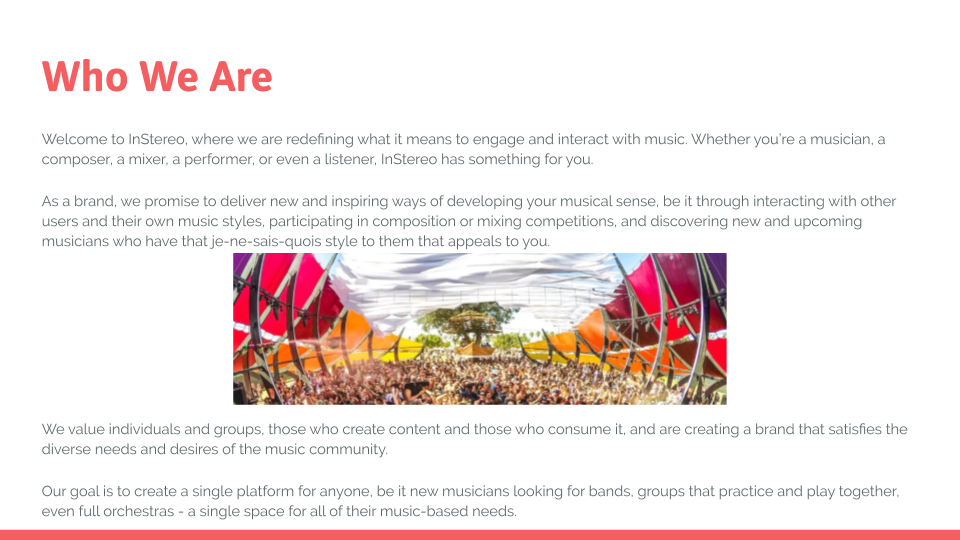 Who We Are
Welcome to InStereo, where we are redefining what it means to engage and interact with music. Whether you're a musician, a
composer, a mixer, a performer, or even a listener, InStereo has something for you.
As a brand, we promise to deliver new and inspiring ways of developing your musical sense, be it through interacting with other
users and their own music styles, participating in composition or mixing competitions, and discovering new and upcoming
musicians who have that je-ne-sais-quois style to them that appeals to you.
We value individuals and groups, those who create content and those who consume it, and are creating a brand that satisfies the
diverse needs and desires of the music community.
Our goal is to create a single platform for anyone, be it new musicians looking for bands, groups that practice and play together,
even full orchestras - a single space for all of their music-based needs.